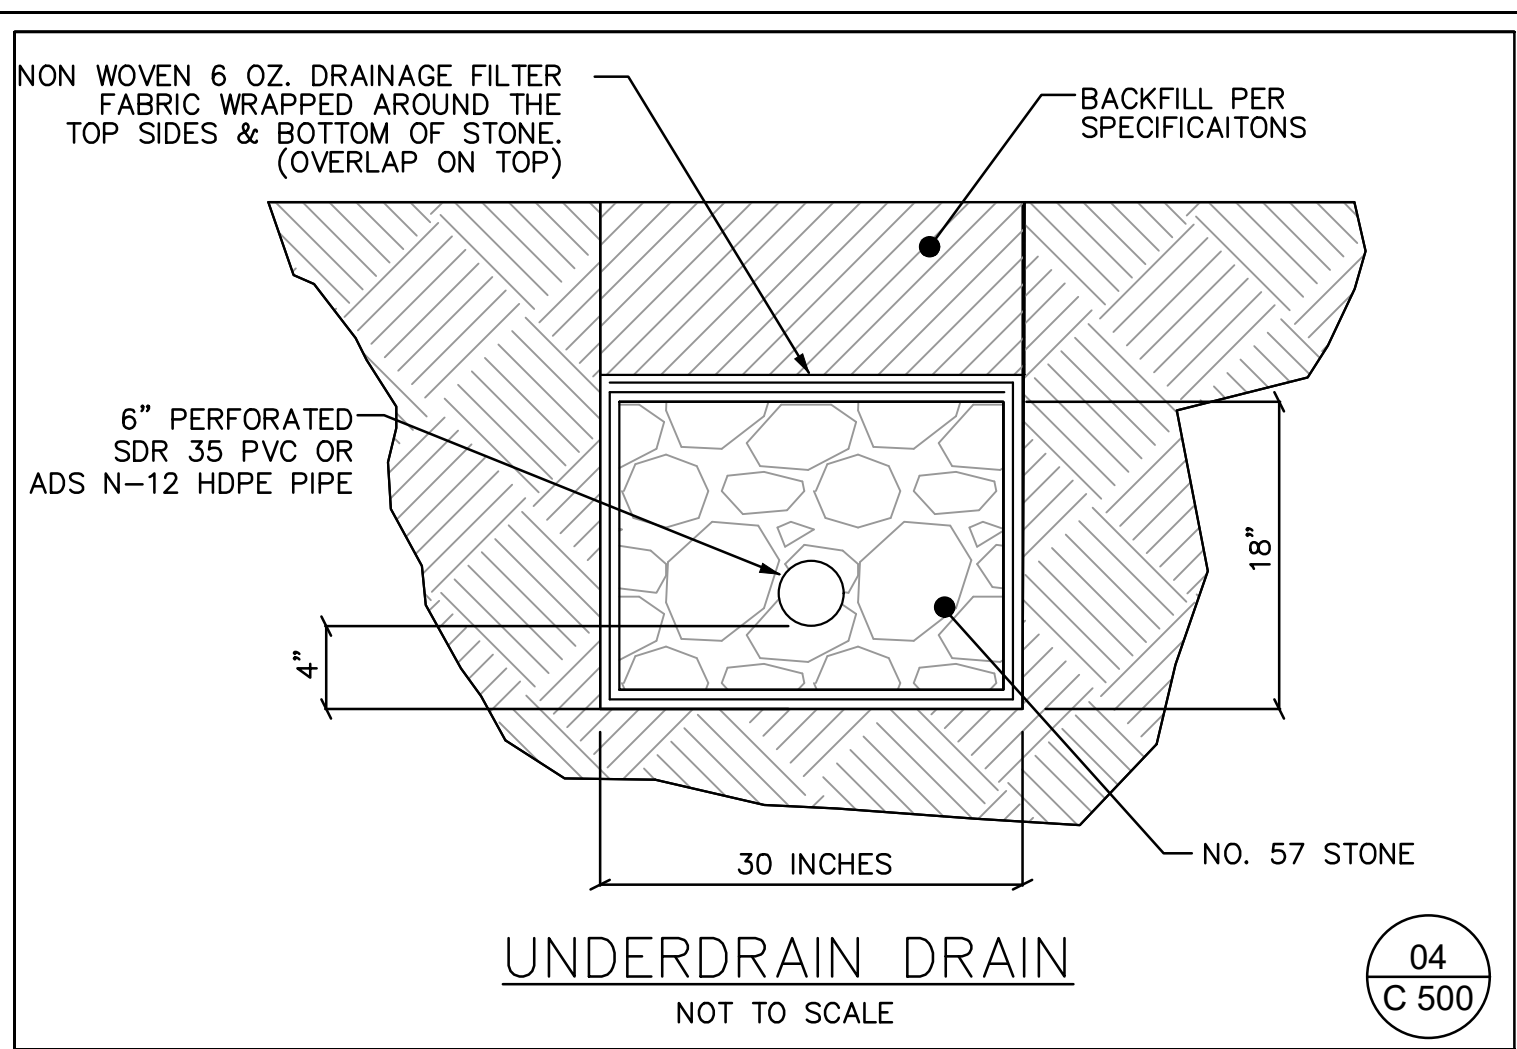 NON WOVEN 6 OZ. DRAINAGE FILTER
FABRIC WRAPPED AROUND THE
TOP SIDES & BOTTOM OF STONE.
(OVERLAP ON TOP)
BACKFILL PER
SPECIFICAITONS
6” PERFORATED
SDR 35 PVC OR
ADS N-12 HDPE PIPE
18”
4”
30 INCHES
NO. 57 STONE
UNDERDRAIN DRAIN
NOT TO SCALE
04
C 500